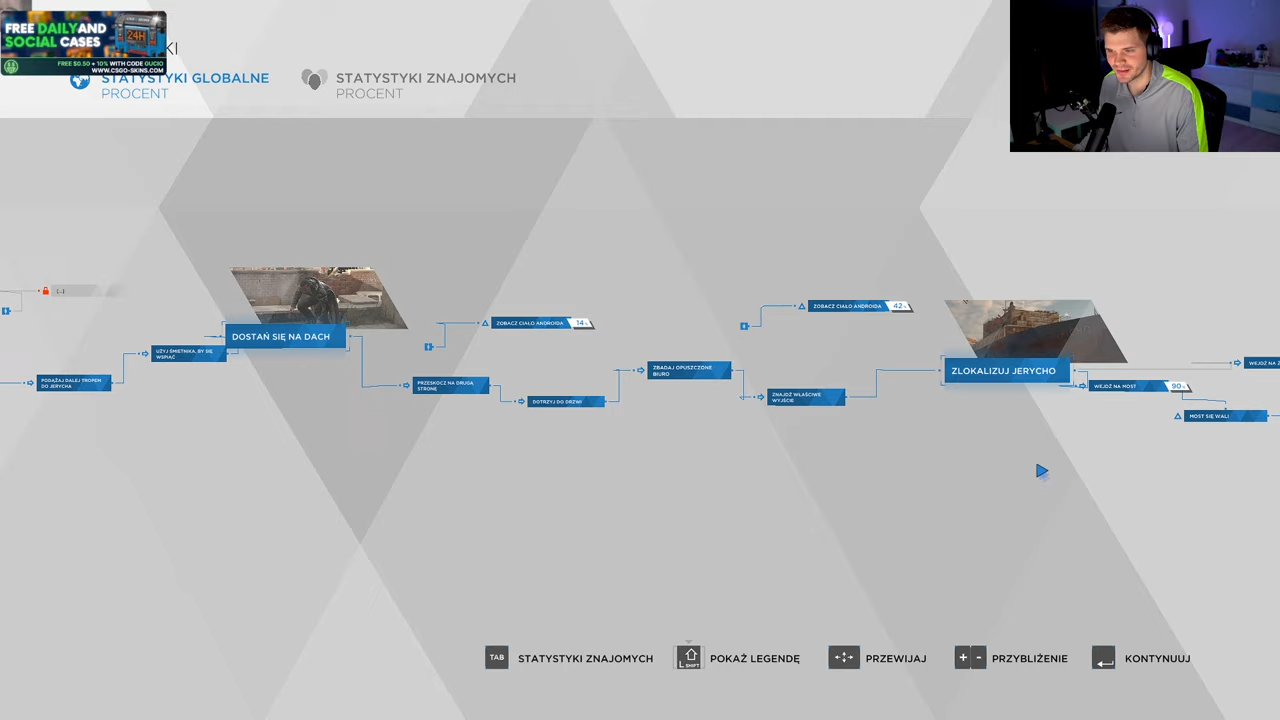 FREE DAILY AND
SOCIAL CASES
24H
FREE $0.50 + 10% WITH CODE GUCIO
WWW.CSGO-SKINS.COM
KI
STATYSTYKI GLOBALNE
PROCENT
STATYSTYKI ZNAJOMYCH
PROCENT
PODĄŻAJ DALEJ TROPEM
DO JERYCHA
UŻYJ ŚMIETNIKA, BY SIĘ
WSPIĄĆ
DOSTAŃ SIĘ NA DACH
PRZESKOCZ NA DRUGĄ
STRONĘ
ZOBACZ CIAŁO ANDROIDA 14%
DOTRZYJ DO DRZWI
ZBADAJ OPUSZCZONE
BIURO
ZNAJDŹ WŁAŚCIWE
WYJŚCIE
ZOBACZ CIAŁO ANDROIDA 42%
ZLOKALIZUJ JERYCHO
WEJDŹ NA MOST 90%
MOST SIĘ WALI
WEJDŹ NA
TAB STATYSTYKI ZNAJOMYCH
L SHIFT POKAŻ LEGENDĘ
PRZEWIJAJ
+ - PRZYBLIŻENIE
KONTYNUUJ